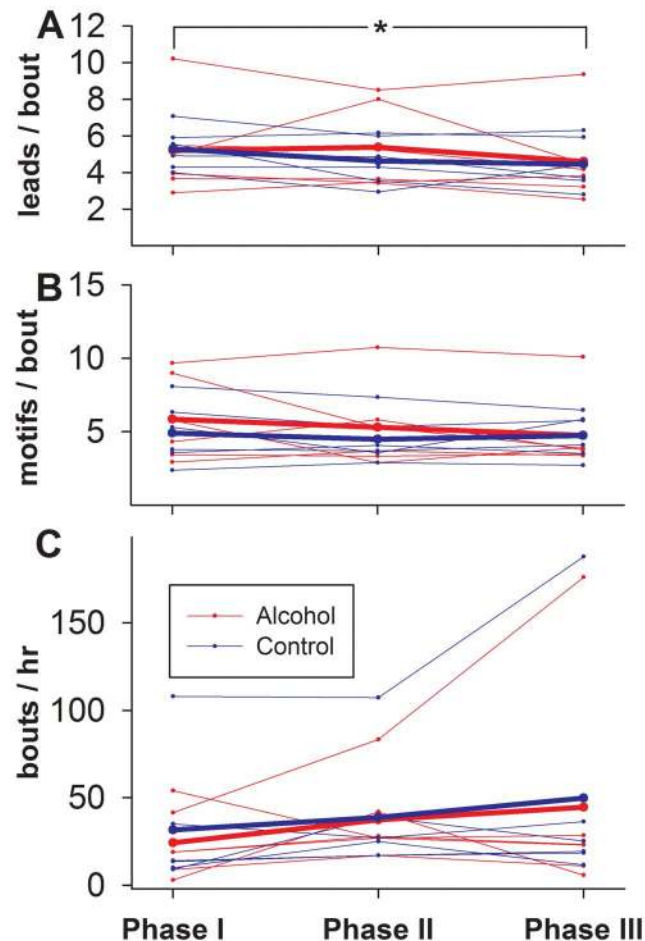 A
12
*
10
8
6
4
2
leads / bout
B
15
10
5
motifs / bout
C
150
100
50
0
bouts / hr
Alcohol
Control
Phase I Phase II Phase III